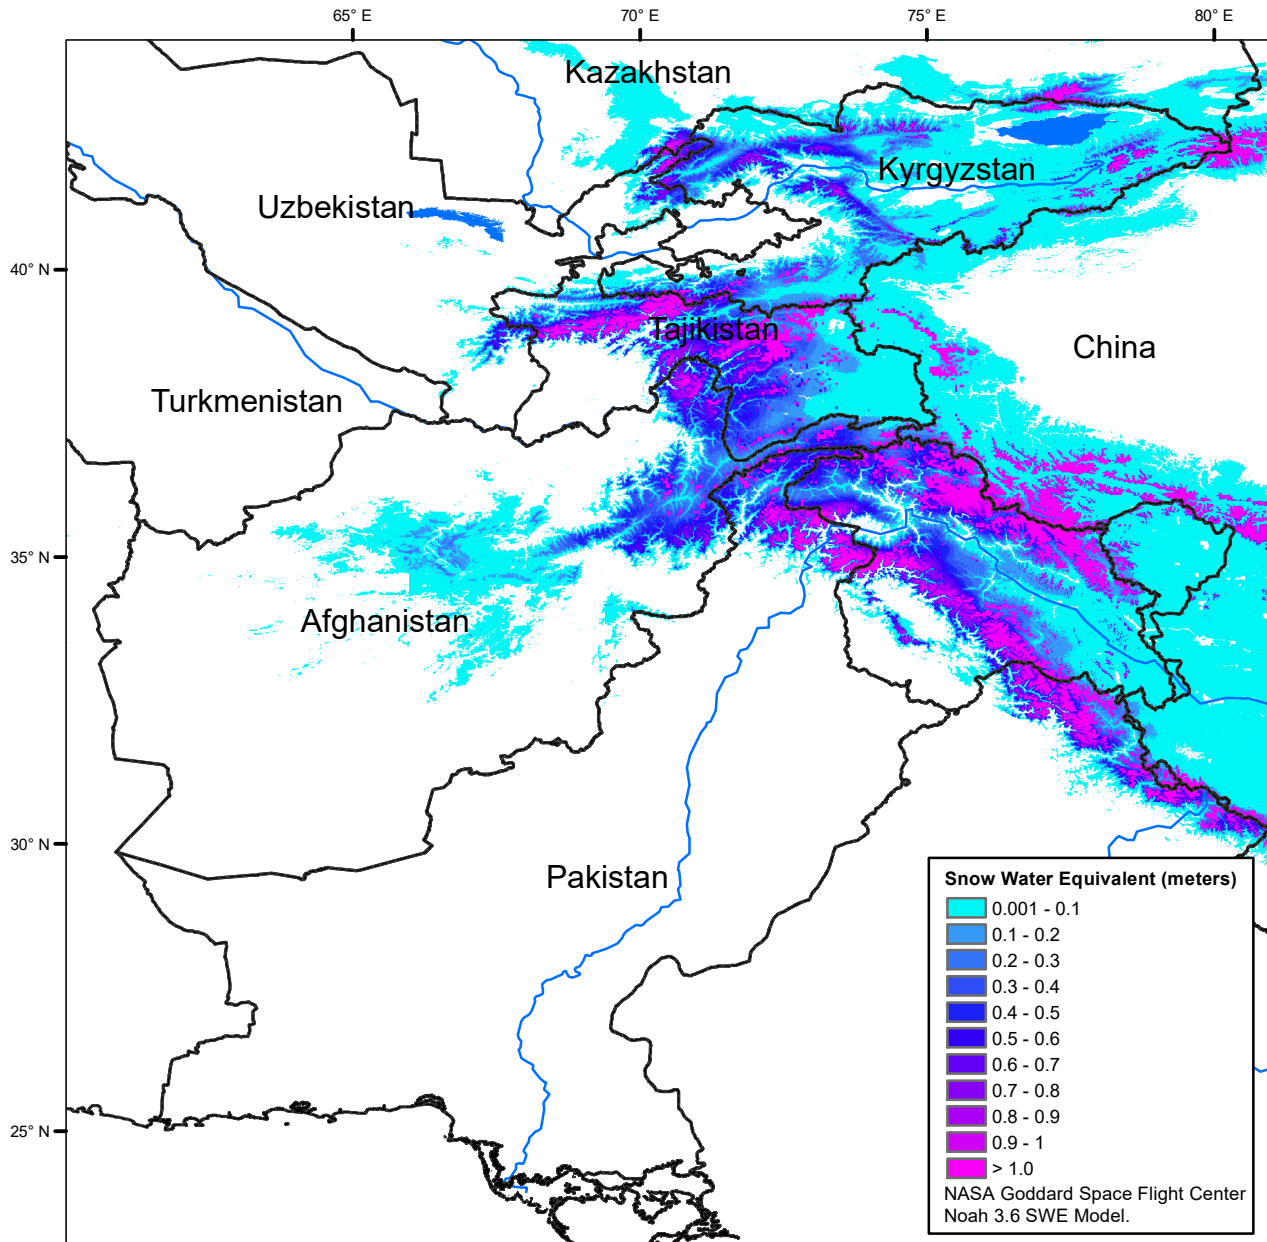 65° E
70° E
75° E
80° E
Kazakhstan
Kyrgyzstan
Uzbekistan
40° N
Tajikistan
China
Turkmenistan
35° N
Afghanistan
30° N
Pakistan
25° N
Snow Water Equivalent (meters)
0.001 - 0.1
0.1 - 0.2
0.2 - 0.3
0.3 - 0.4
0.4 - 0.5
0.5 - 0.6
0.6 - 0.7
0.7 - 0.8
0.8 - 0.9
0.9 - 1
> 1.0
NASA Goddard Space Flight Center
Noah 3.6 SWE Model.